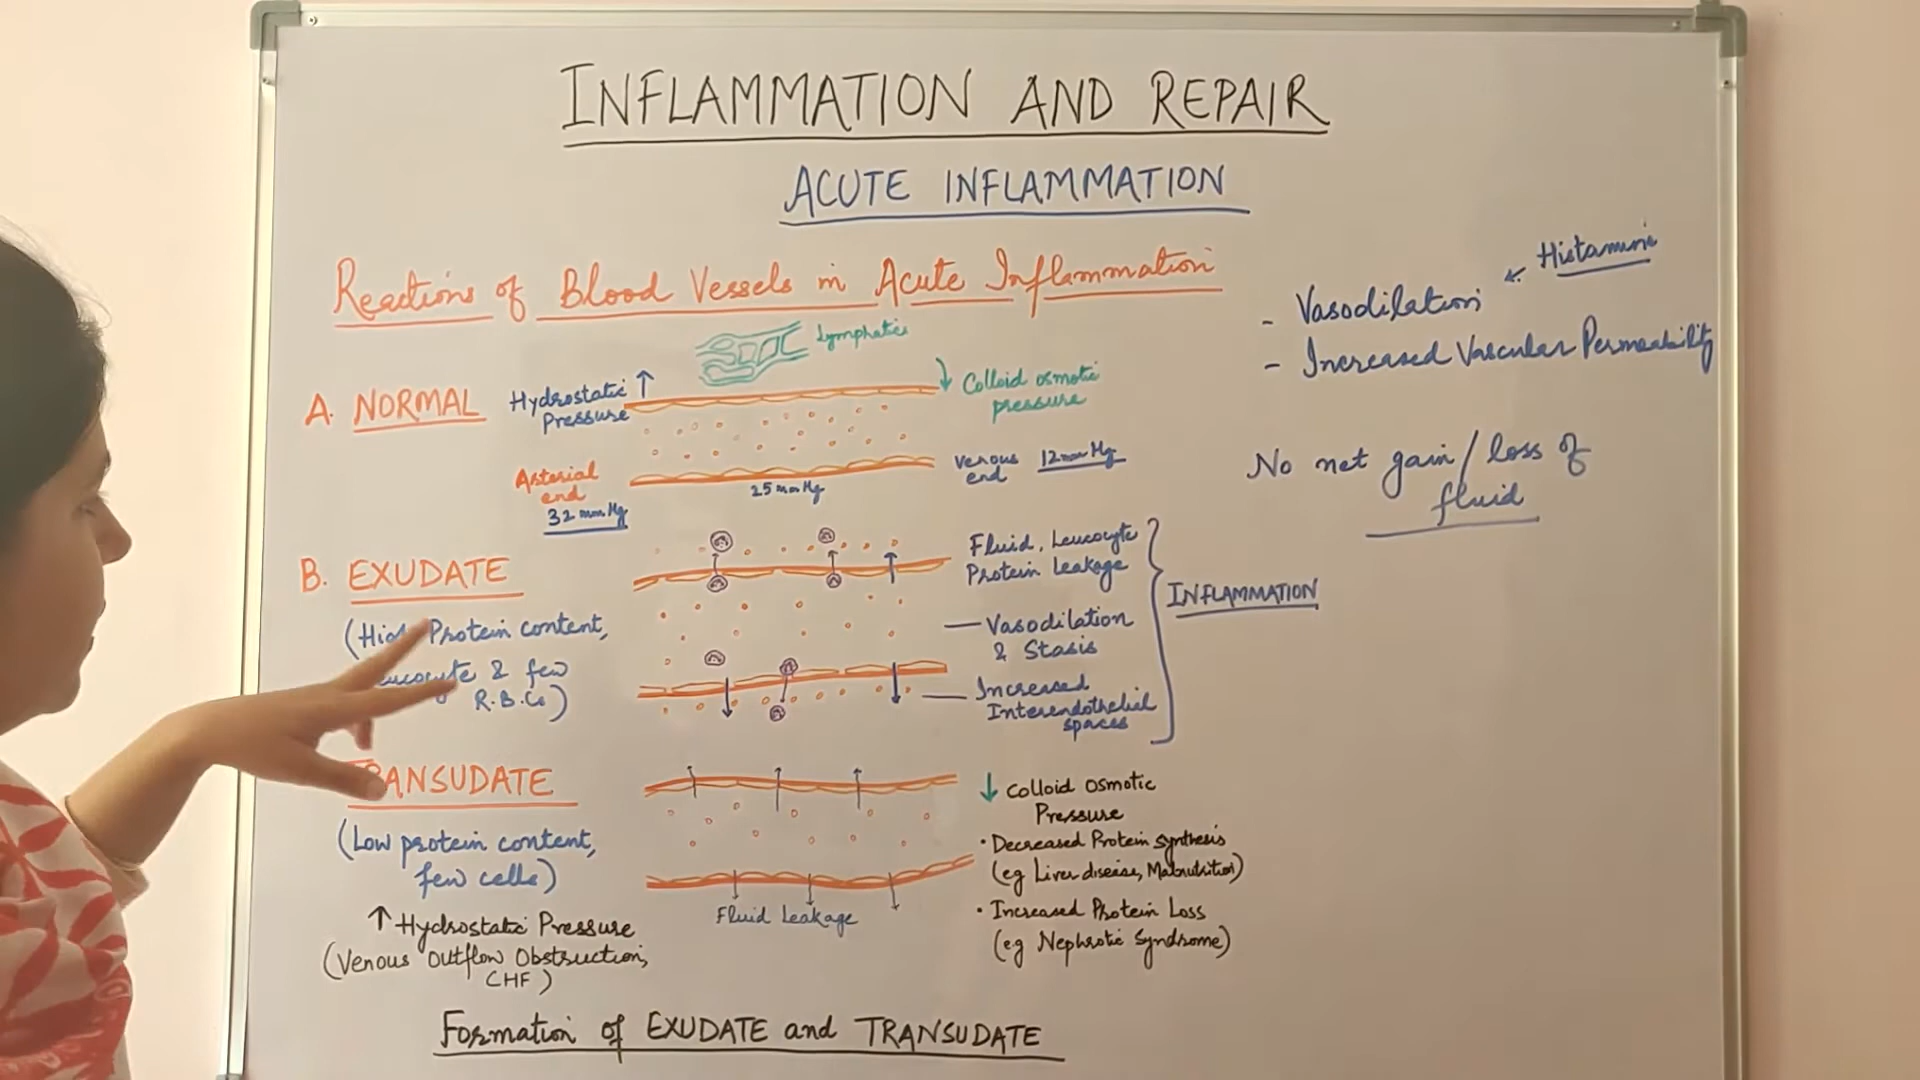 INFLAMMATION AND REPAIR
ACUTE INFLAMMATION
Reactions of Blood Vessels in Acute Inflammation
Histamine
- Vasodilation
- Increased Vascular Permeability
Lymphatics
A. NORMAL
Hydrostatic ↑
Pressure
↓ Colloid osmotic
pressure
Arterial
end
32 mm Hg
25 mm Hg
Venous
end 12 mm Hg
No net gain/loss of
fluid
B. EXUDATE
(High Protein content,
& few
R.B.Cs)
Fluid, Leucocyte
Protein Leakage
Vasodilation
& Stasis
Increased
Interendothelial
spaces
INFLAMMATION
TRANSUDATE
(Low protein content,
few cells)
↑ Hydrostatic Pressure
(Venous Outflow Obstruction,
CHF)
Fluid Leakage
↓ Colloid Osmotic
Pressure
• Decreased Protein synthesis
(eg Liver disease, Malnutrition)
• Increased Protein Loss
(eg Nephrotic Syndrome)
Formation of EXUDATE and TRANSUDATE